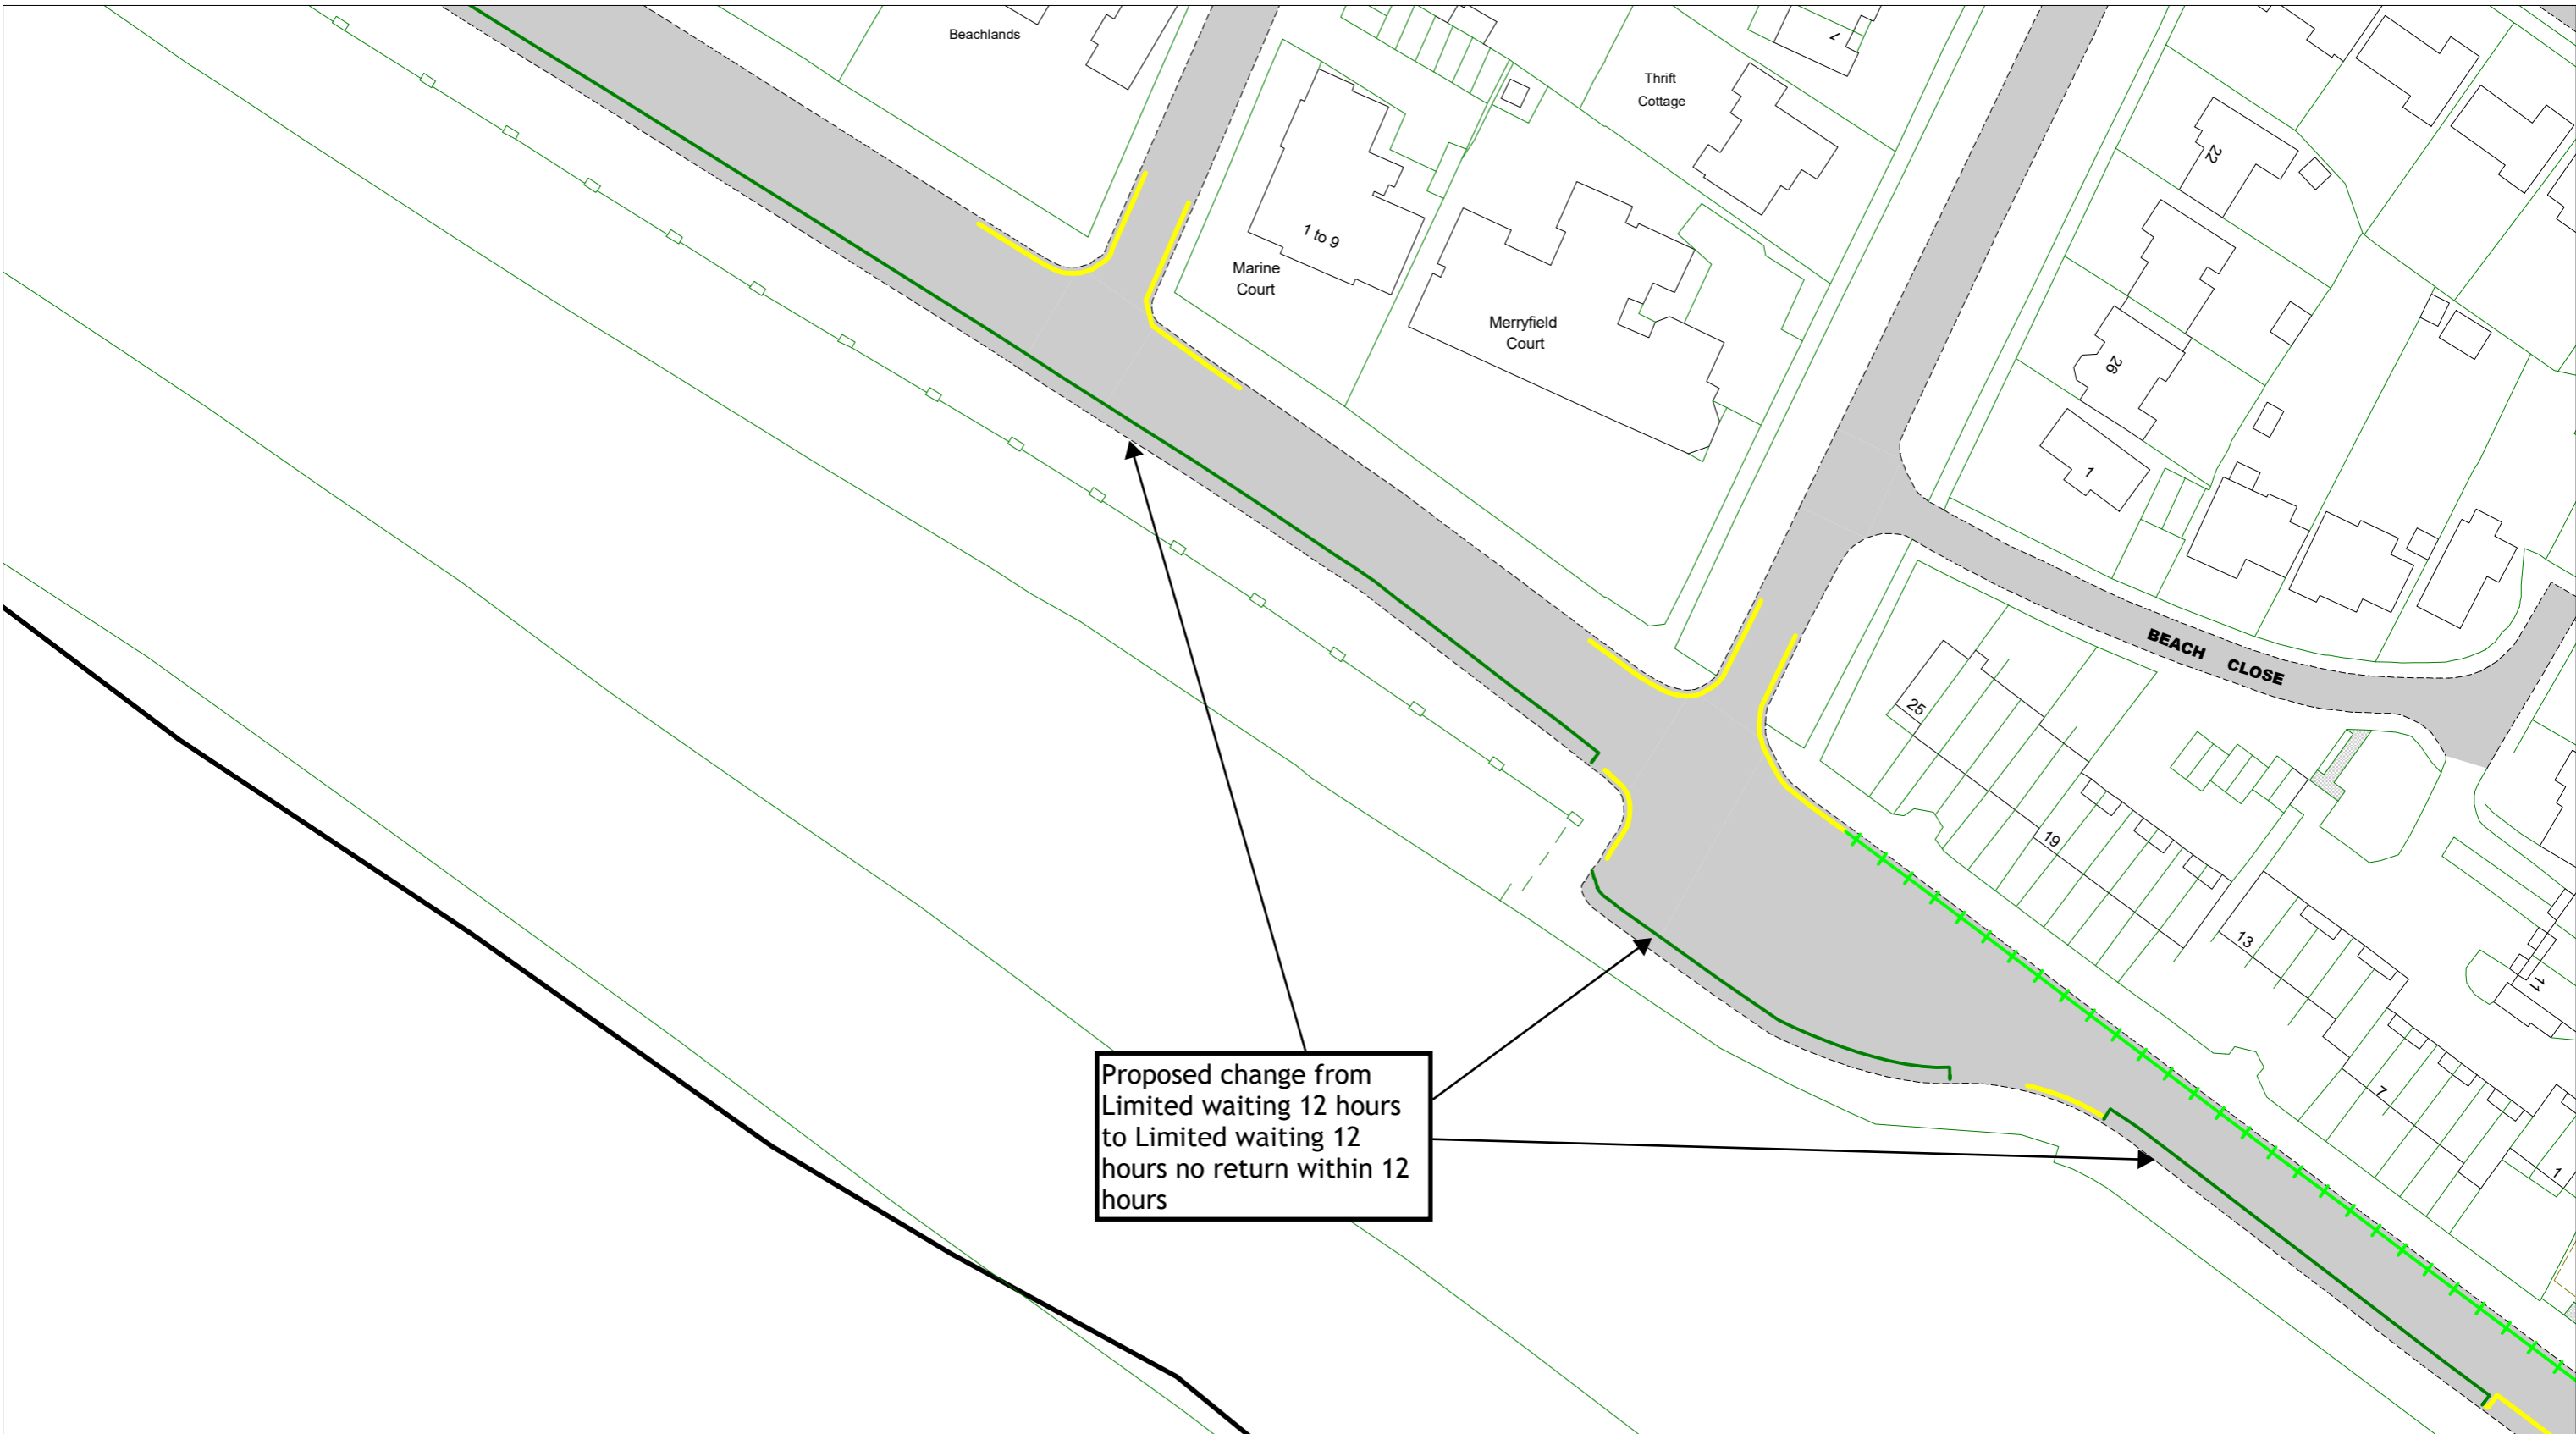 Beachlands
7
Thrift
Cottage
22
1 to 9
Marine
Court
Merryfield
Court
26
1
BEACH CLOSE
25
19
13
11
7
1
Proposed change from
Limited waiting 12 hours
to Limited waiting 12
hours no return within 12
hours